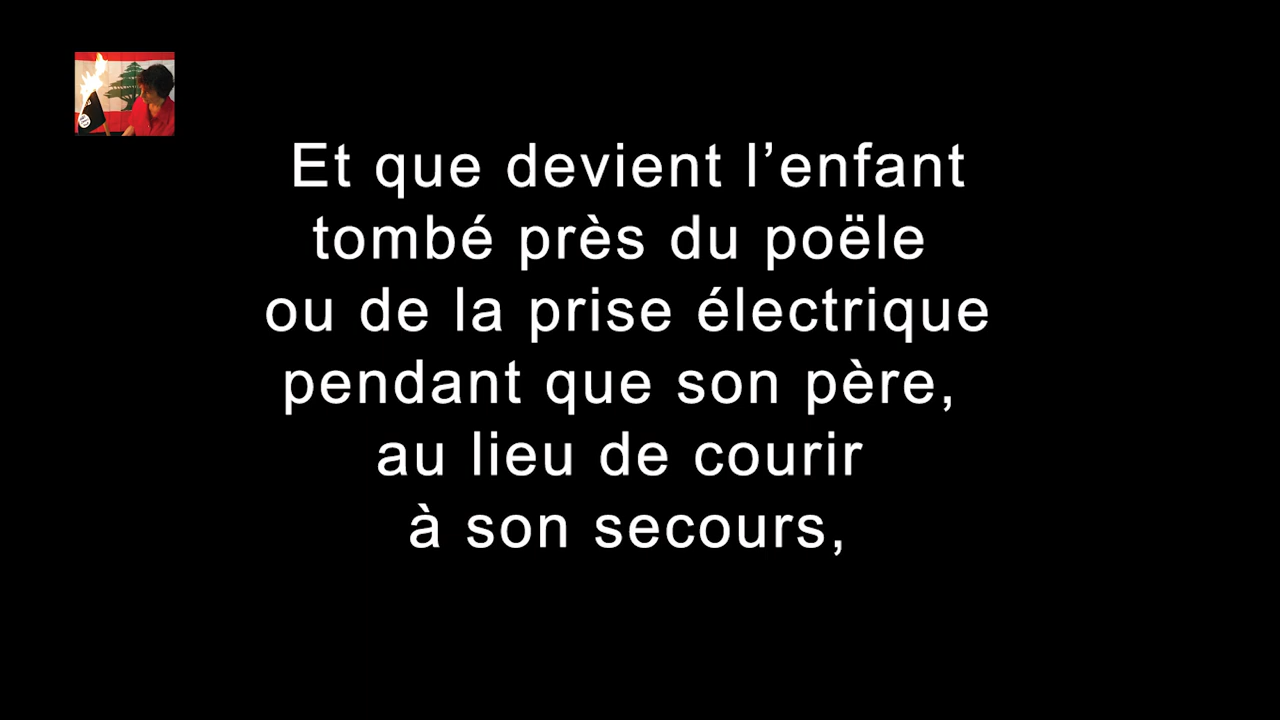 Et que devient l’enfant
tombé près du poële
ou de la prise électrique
pendant que son père,
au lieu de courir
à son secours,